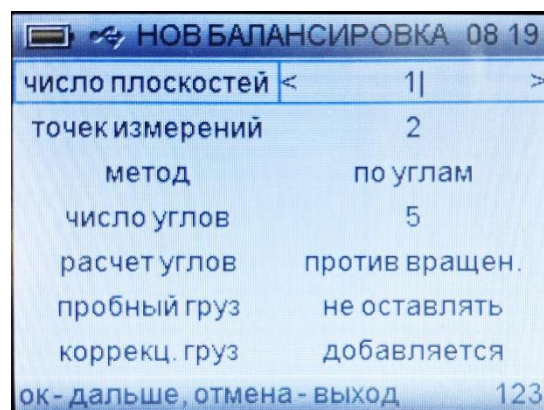 НОВ БАЛАНСИРОВКА 08 19
число плоскостей < 1| >
точек измерений 2
метод по углам
число углов 5
расчет углов против вращен.
пробный груз не оставлять
коррекц. груз добавляется
ок - дальше, отмена - выход 123